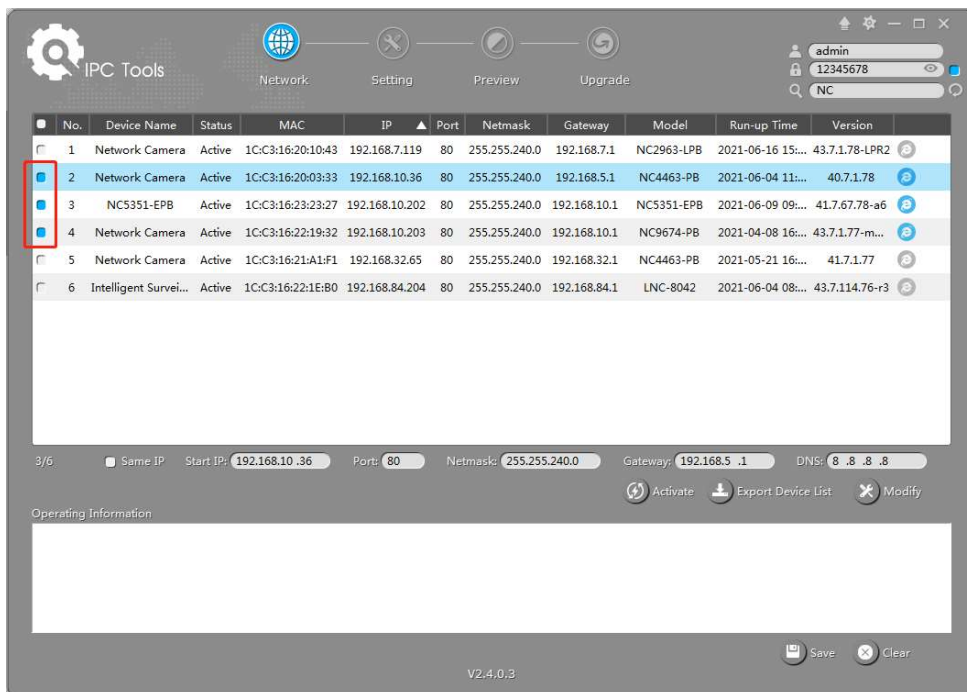 IPC Tools
Network Setting Preview Upgrade
admin
12345678
NC
No. Device Name Status MAC IP Port Netmask Gateway Model Run-up Time Version
1 Network Camera Active 1C:C3:16:20:10:43 192.168.7.119 80 255.255.240.0 192.168.7.1 NC2963-LPB 2021-06-16 15:... 43.7.1.78-LPR2
2 Network Camera Active 1C:C3:16:20:03:33 192.168.10.36 80 255.255.240.0 192.168.5.1 NC4463-PB 2021-06-04 11:... 40.7.1.78
3 NC5351-EPB Active 1C:C3:16:23:23:27 192.168.10.202 80 255.255.240.0 192.168.10.1 NC5351-EPB 2021-06-09 09:... 41.7.67.78-a6
4 Network Camera Active 1C:C3:16:22:19:32 192.168.10.203 80 255.255.240.0 192.168.10.1 NC9674-PB 2021-04-08 16:... 43.7.1.77-m...
5 Network Camera Active 1C:C3:16:21:A1:F1 192.168.32.65 80 255.255.240.0 192.168.32.1 NC4463-PB 2021-05-21 16:... 41.7.1.77
6 Intelligent Survei... Active 1C:C3:16:22:1E:B0 192.168.84.204 80 255.255.240.0 192.168.84.1 LNC-8042 2021-06-04 08:... 43.7.114.76-r3
3/6 Same IP Start IP: 192.168.10 .36 Port: 80 Netmask: 255.255.240.0 Gateway: 192.168.5 .1 DNS: 8 .8 .8 .8
Activate Export Device List Modify
Operating Information
Save Clear
V2.4.0.3